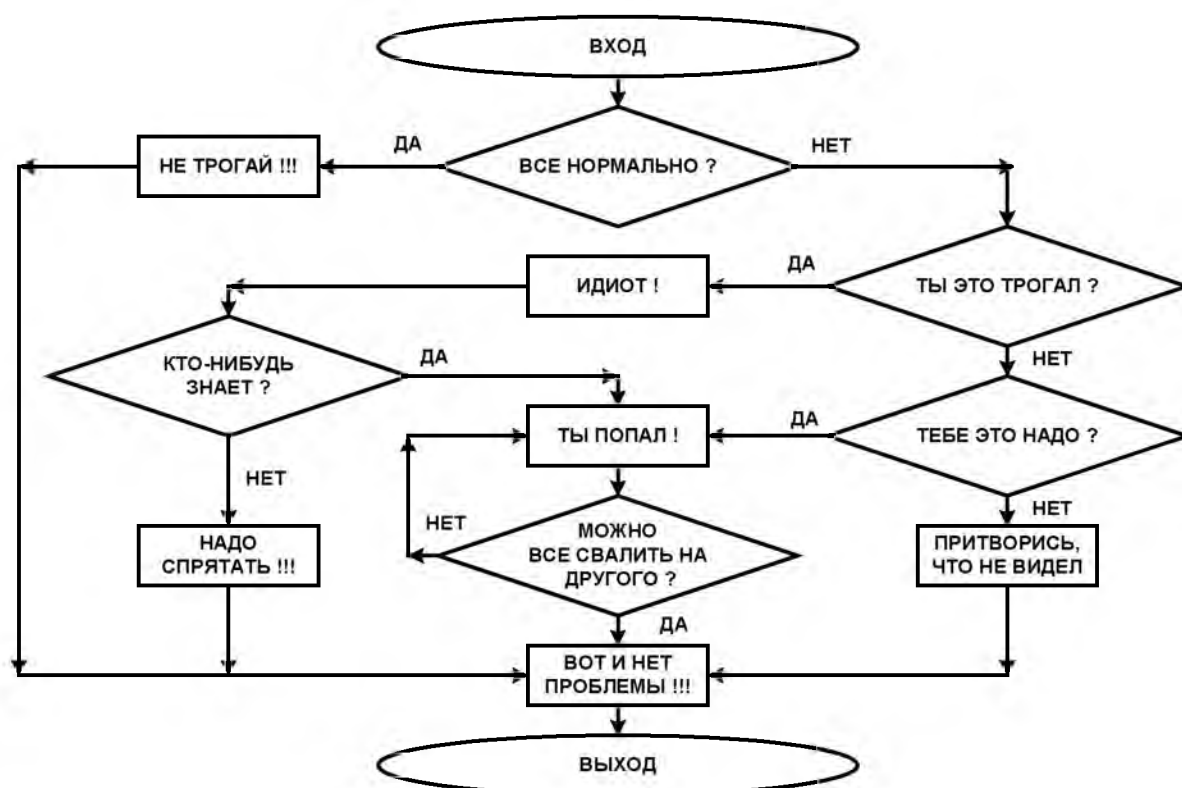 ВХОД
ДА
НЕТ
НЕ ТРОГАЙ !!!
ВСЕ НОРМАЛЬНО ?
ДА
ИДИОТ !
ТЫ ЭТО ТРОГАЛ ?
КТО-НИБУДЬ
ЗНАЕТ ?
ДА
НЕТ
ТЫ ПОПАЛ !
ДА
ТЕБЕ ЭТО НАДО ?
НЕТ
НЕТ
НЕТ
НАДО
СПРЯТАТЬ !!!
МОЖНО
ВСЕ СВАЛИТЬ НА
ДРУГОГО ?
ПРИТВОРИСЬ,
ЧТО НЕ ВИДЕЛ
ДА
ВОТ И НЕТ
ПРОБЛЕМЫ !!!
ВЫХОД